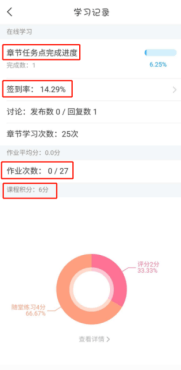 学习记录
在线学习
章节任务点完成进度
完成数：1
6.25%
签到率： 14.29%
讨论：发布数 0 / 回复数 1
章节学习次数：25次
作业平均分：0.0分
作业次数： 0 / 27
课程积分：6分
评分2分
33.33%
随堂练习4分
66.67%
查看详情